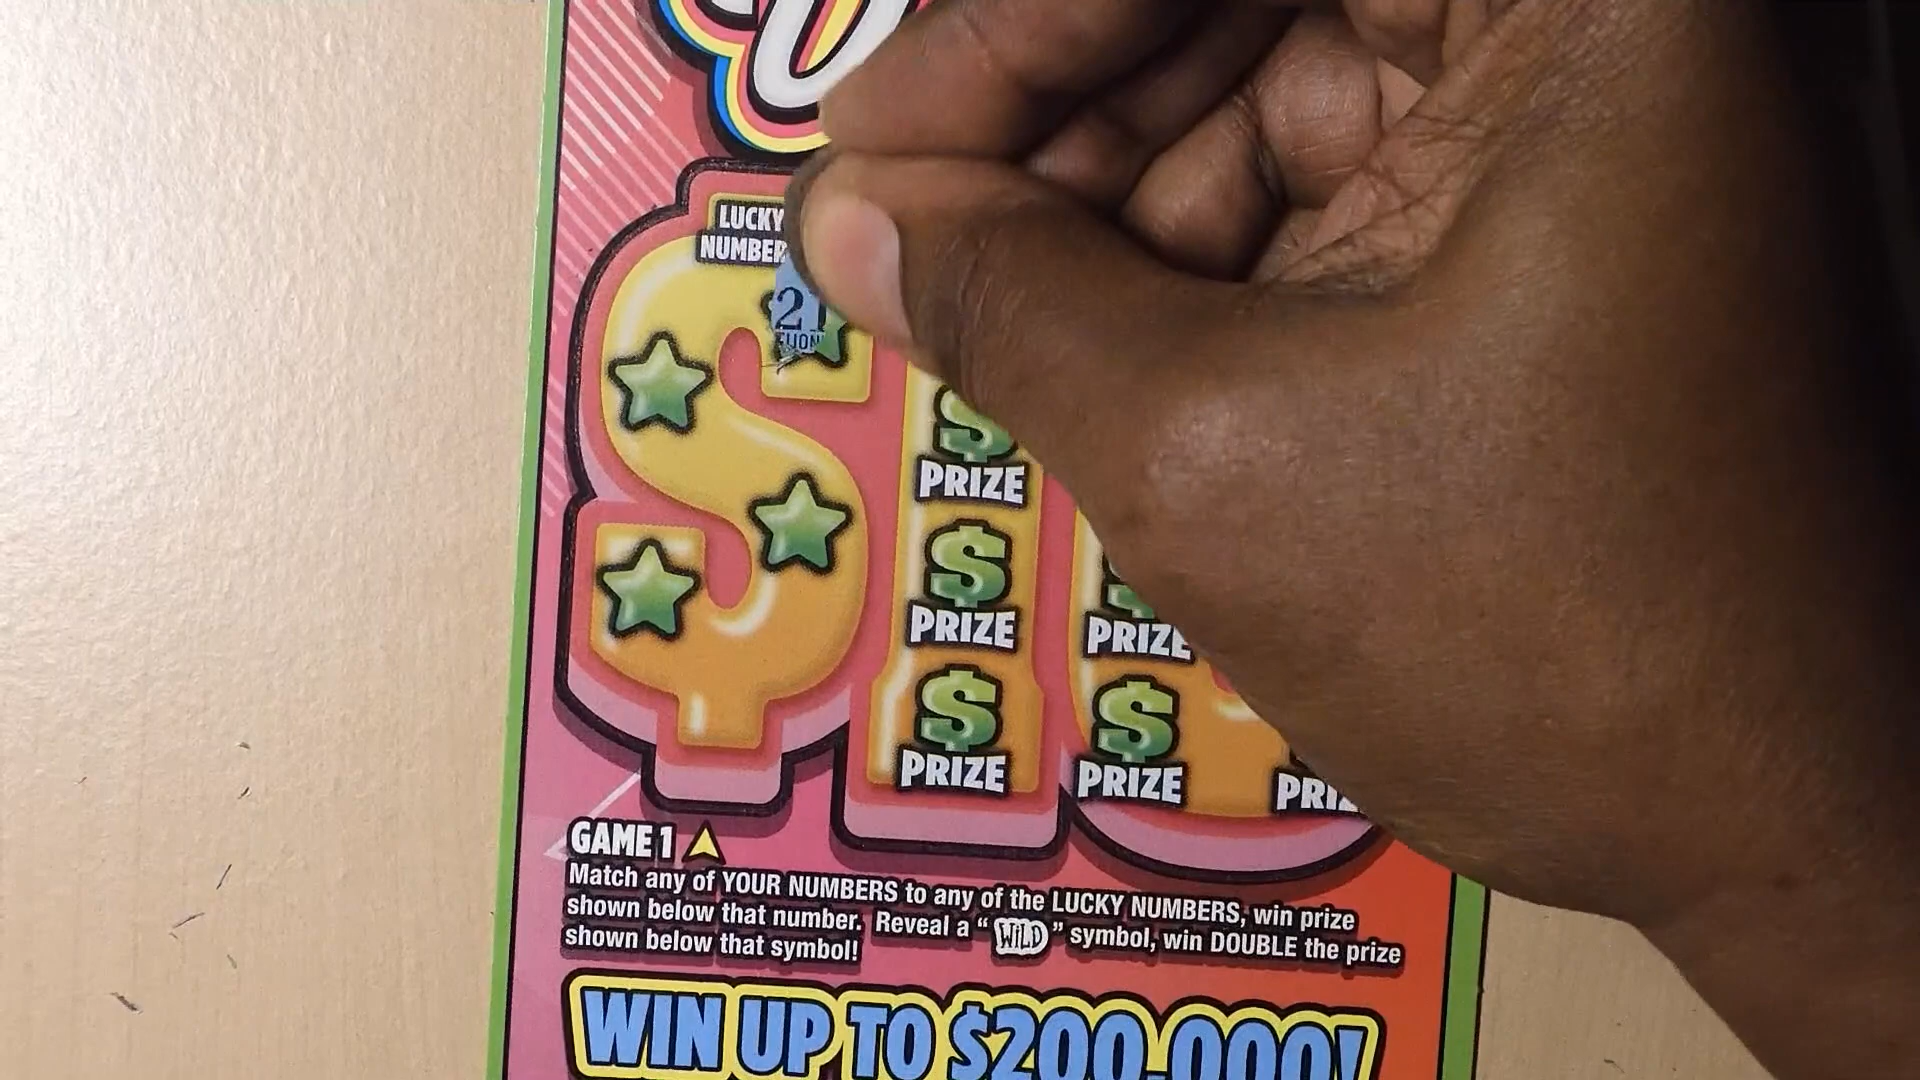 LUCKY
NUMBER
21
PRIZE
PRIZE
PRIZE
PRIZE
PRIZE
GAME 1
Match any of YOUR NUMBERS to any of the LUCKY NUMBERS, win prize
shown below that number. Reveal a “WILD” symbol, win DOUBLE the prize
shown below that symbol!
WIN UP TO $200,000!